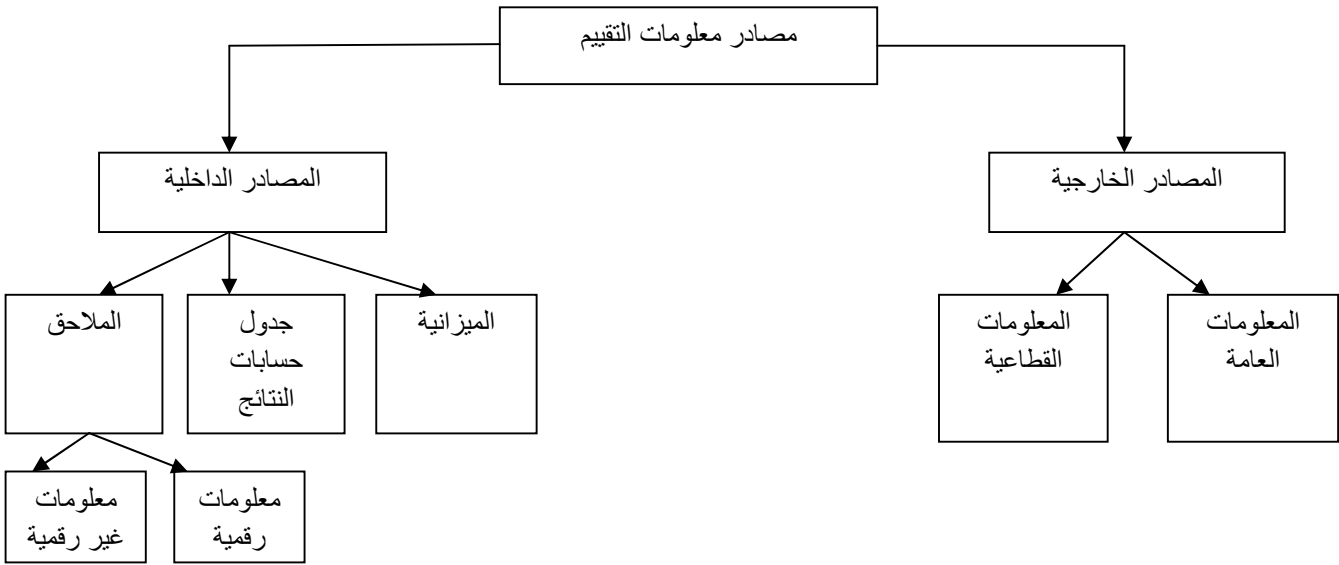 مصادر معلومات التقييم
المصادر الخارجية
المصادر الداخلية
المعلومات
العامة
المعلومات
القطاعية
الميزانية
جدول
حسابات
النتائج
الملاحق
معلومات
رقمية
معلومات
غير رقمية